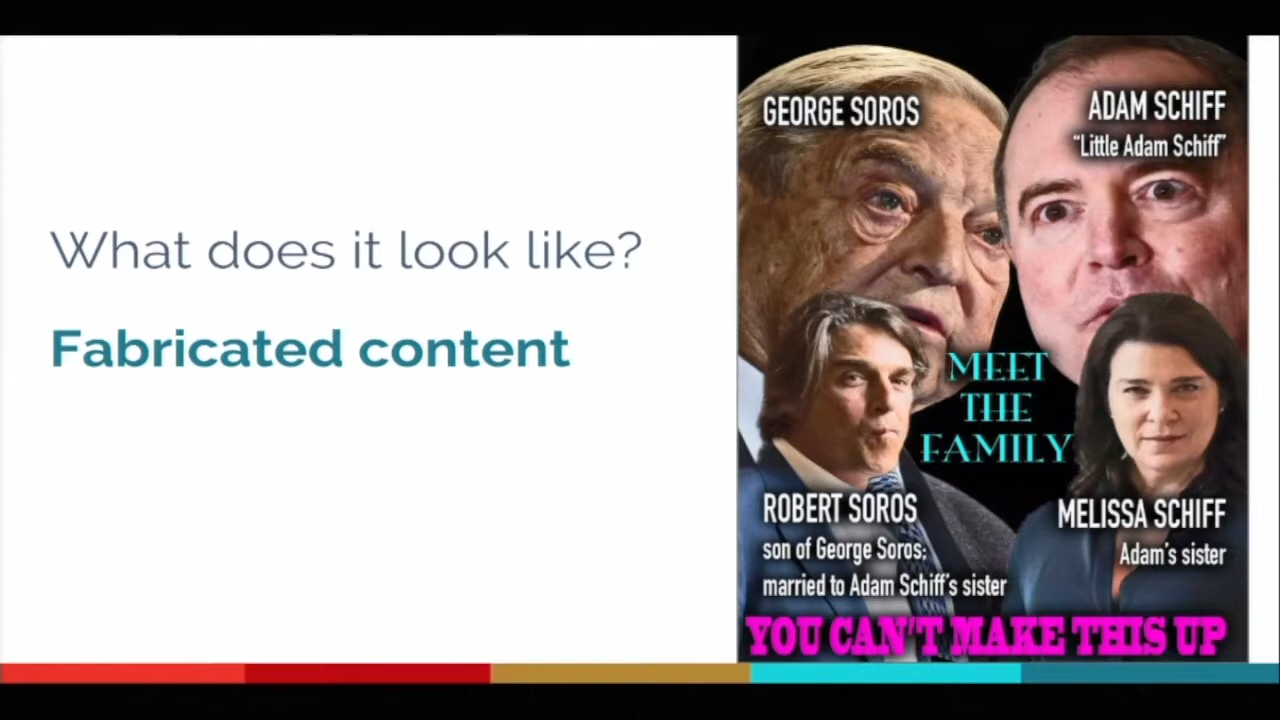 What does it look like?
Fabricated content
GEORGE SOROS
ADAM SCHIFF
“Little Adam Schiff”
MEET
THE
FAMILY
ROBERT SOROS
son of George Soros;
married to Adam Schiff's sister
MELISSA SCHIFF
Adam's sister
YOU CAN'T MAKE THIS UP